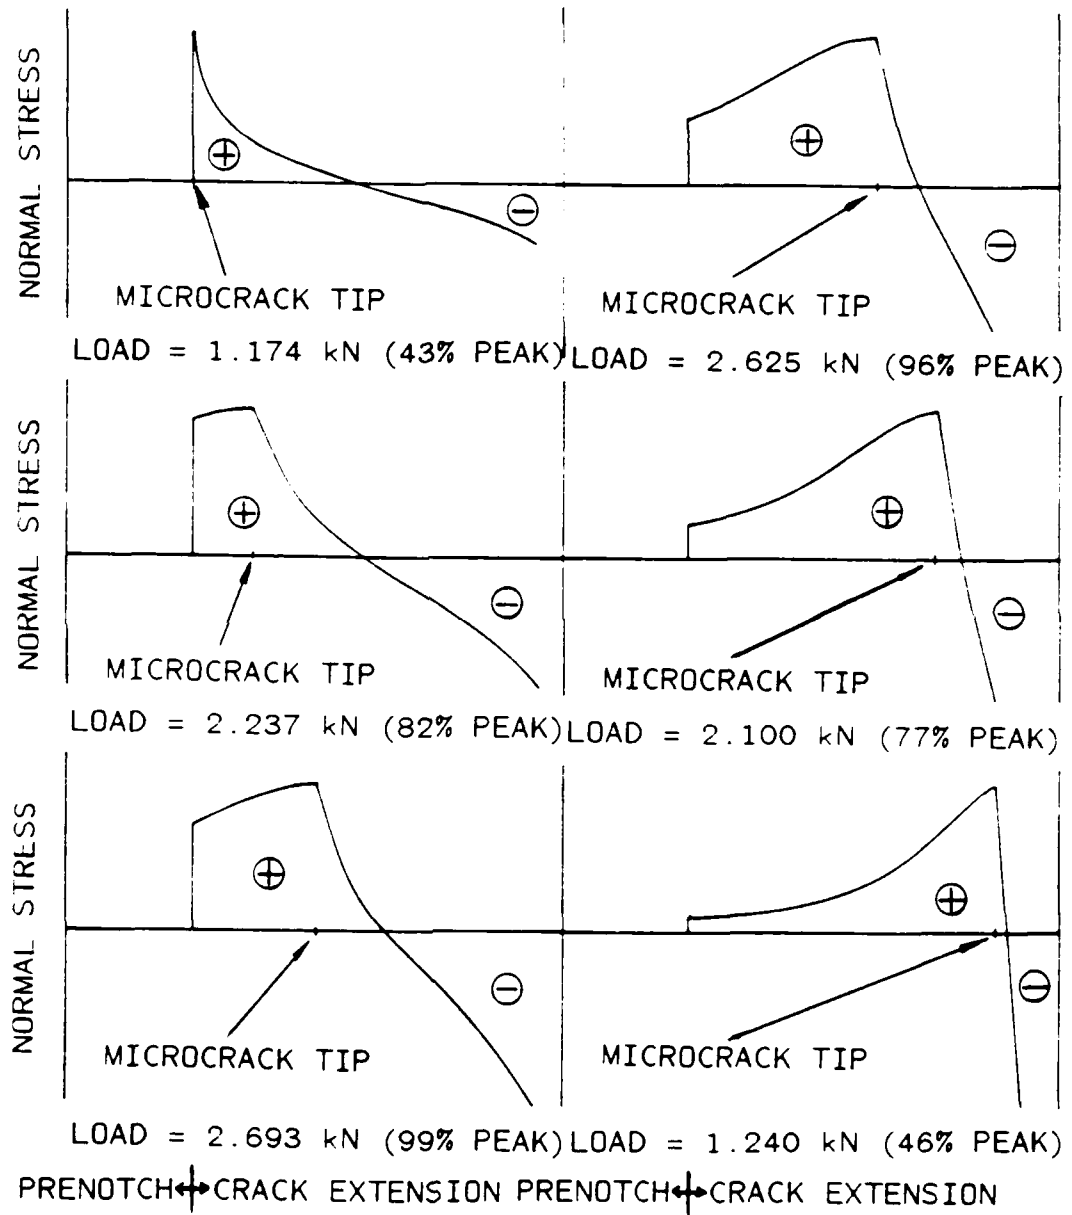 NORMAL STRESS
MICROCRACK TIP
MICROCRACK TIP
LOAD = 1.174 kN (43% PEAK)
LOAD = 2.625 kN (96% PEAK)
NORMAL STRESS
MICROCRACK TIP
MICROCRACK TIP
LOAD = 2.237 kN (82% PEAK)
LOAD = 2.100 kN (77% PEAK)
NORMAL STRESS
MICROCRACK TIP
MICROCRACK TIP
LOAD = 2.693 kN (99% PEAK)
LOAD = 1.240 kN (46% PEAK)
PRENOTCH CRACK EXTENSION
PRENOTCH CRACK EXTENSION